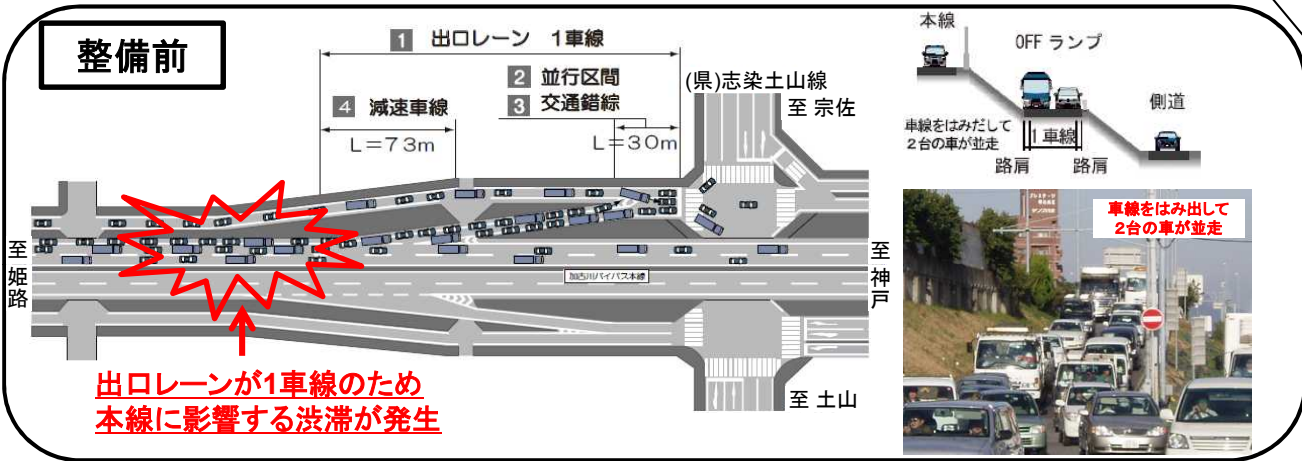 整備前
1 出口レーン 1車線
2 並行区間
3 交通錯綜
4 減速車線
L=73m
L=30m
(県)志染土山線
至 宗佐
至 姫路
至 神戸
加古川バイパス本線
至 土山
出口レーンが1車線のため
本線に影響する渋滞が発生
本線
OFF ランプ
側道
車線をはみだして
2台の車が並走
1 車線
路肩
路肩
車線をはみ出して
2台の車が並走